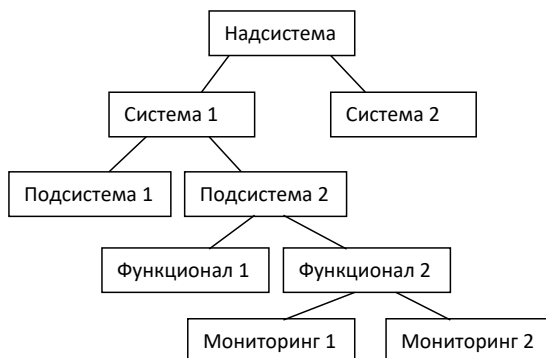 Надсистема
Система 1
Система 2
Подсистема 1
Подсистема 2
Функционал 1
Функционал 2
Мониторинг 1
Мониторинг 2